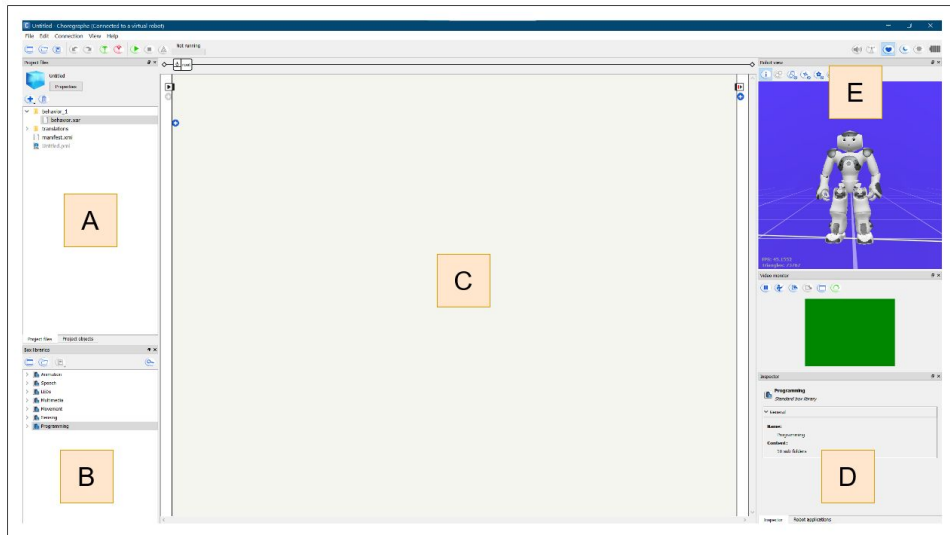 Untitled - Choregraphe (Connected to a virtual robot)
File Edit Connection View Help
Not running
Project files
Robot view
Untitled
Properties
behavior_1
behavior.xar
translations
manifest.xml
Untitled.pml
A
E
C
Video monitor
Project files Project objects
Box libraries
Animation
Speech
LEDs
Multimedia
Movement
Sensing
Programming
B
Inspector
Programming
Standard box library
General
Name:
Programming
Content:
sub folders
D
Inspector Robot applications